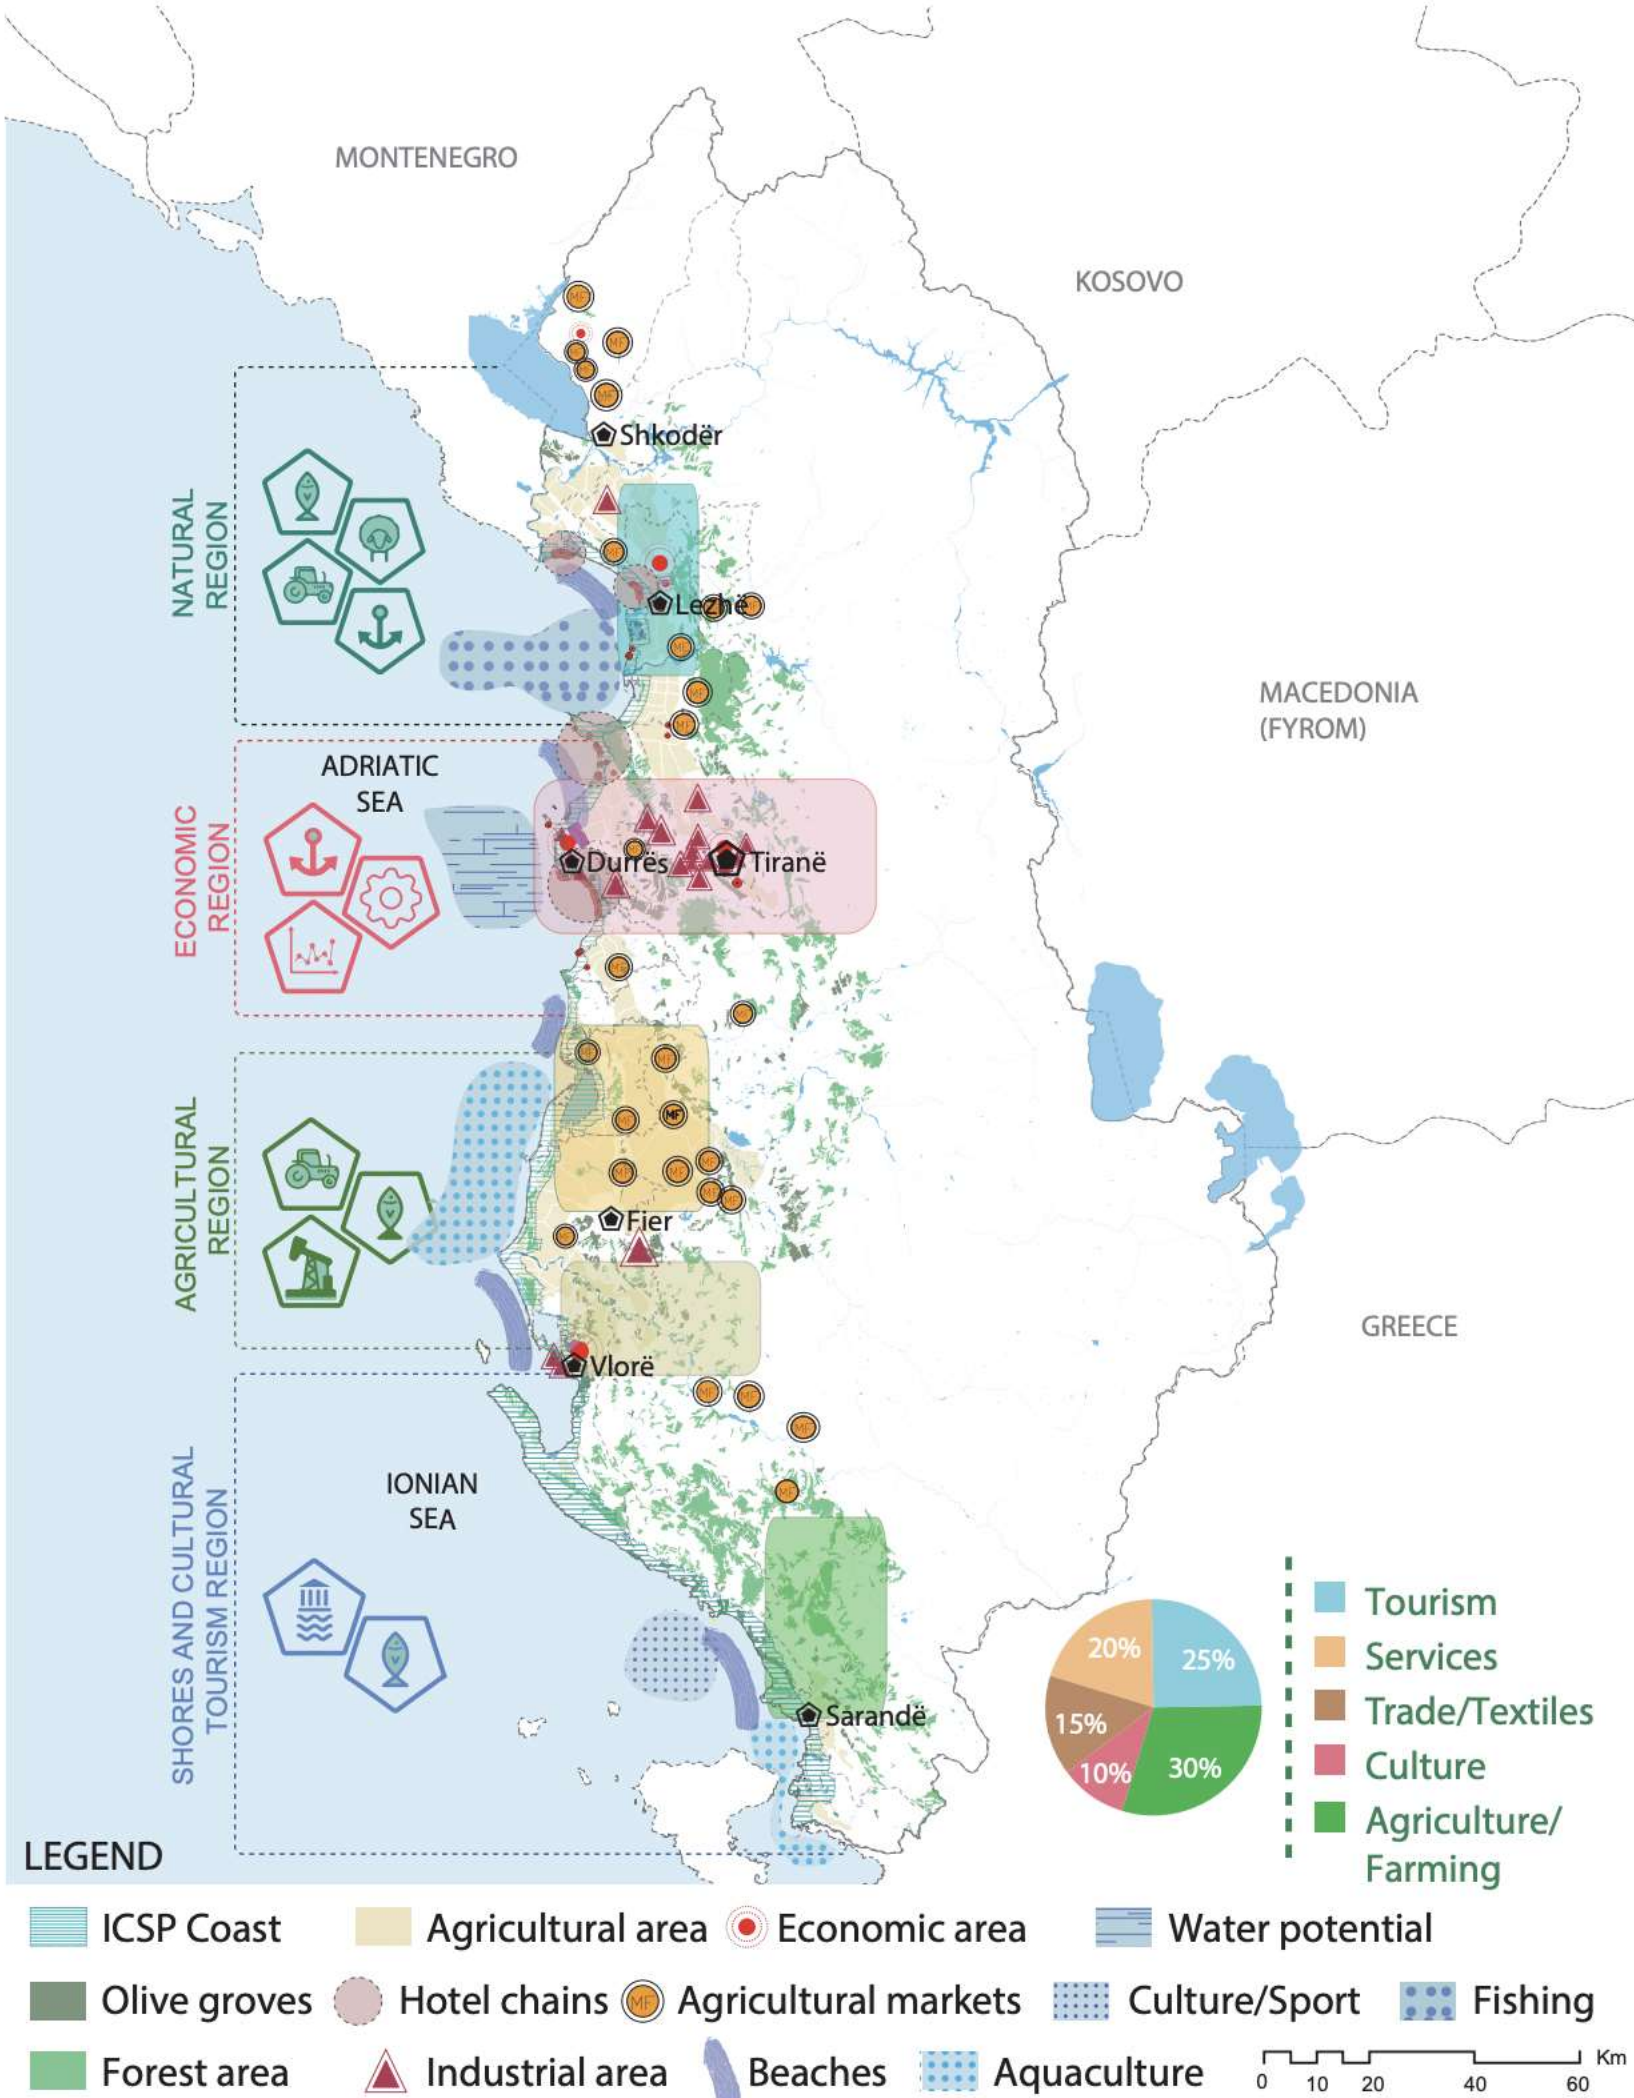 MONTENEGRO
KOSOVO
Shkodër
NATURAL
REGION
Lezhë
MACEDONIA
(FYROM)
ADRIATIC
SEA
ECONOMIC
REGION
Durrës
Tiranë
AGRICULTURAL
REGION
MF
Fier
GREECE
Vlorë
SHORES AND CULTURAL
TOURISM REGION
IONIAN
SEA
Sarandë
20%
25%
15%
10%
30%
Tourism
Services
Trade/Textiles
Culture
Agriculture/
Farming
LEGEND
ICSP Coast
Agricultural area
Economic area
Water potential
Olive groves
Hotel chains
MF
Agricultural markets
Culture/Sport
Fishing
Forest area
Industrial area
Beaches
Aquaculture
Km
0 10 20 40 60